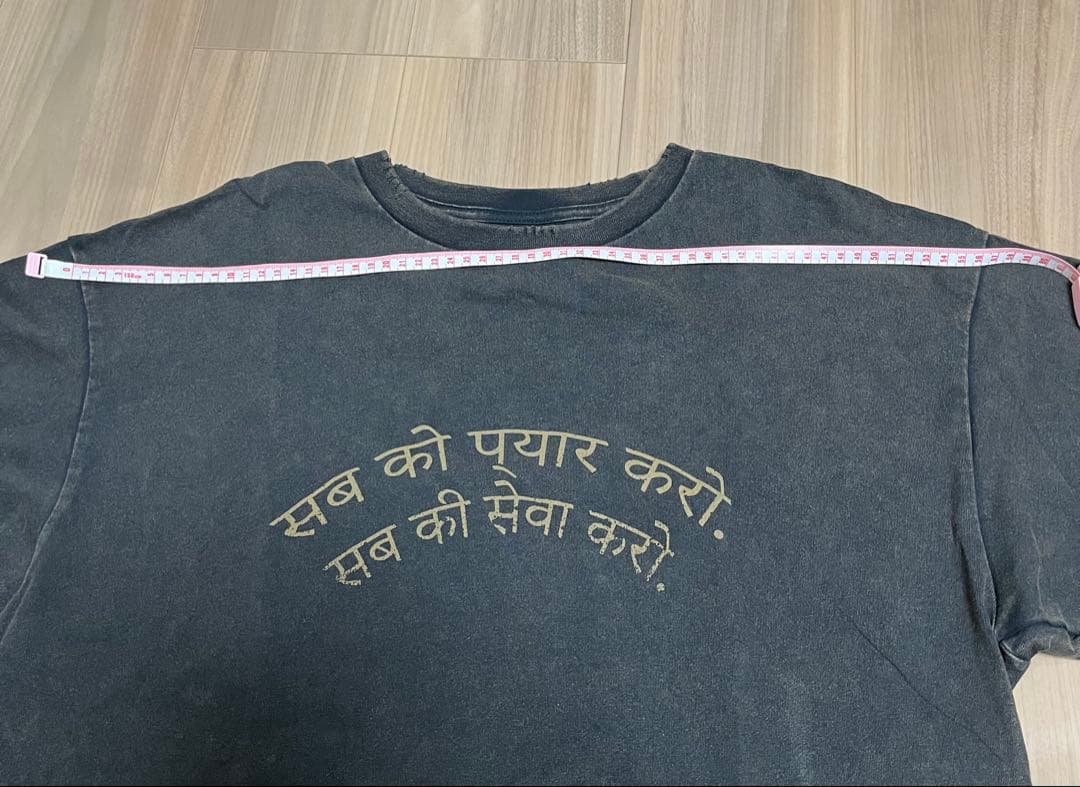 सब को प्‌यार करो.
सब की सेवा करो.